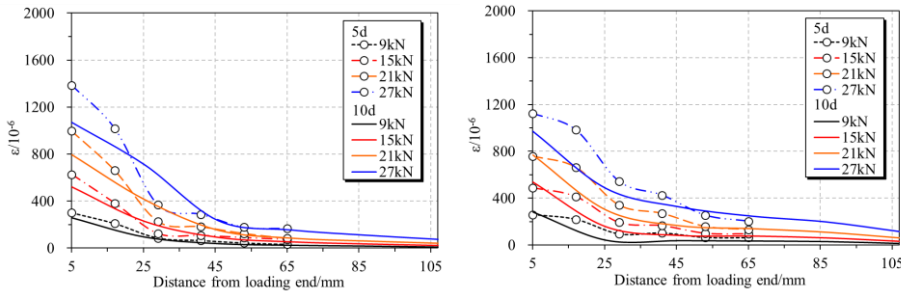 2000
1600
1200
800
400
0
ε/10⁻⁶
5 25 45 65 85 105
Distance from loading end/mm
5d
9kN
15kN
21kN
27kN
10d
9kN
15kN
21kN
27kN
2000
1600
1200
800
400
0
ε/10⁻⁶
5 25 45 65 85 105
Distance from loading end/mm
5d
9kN
15kN
21kN
27kN
10d
9kN
15kN
21kN
27kN